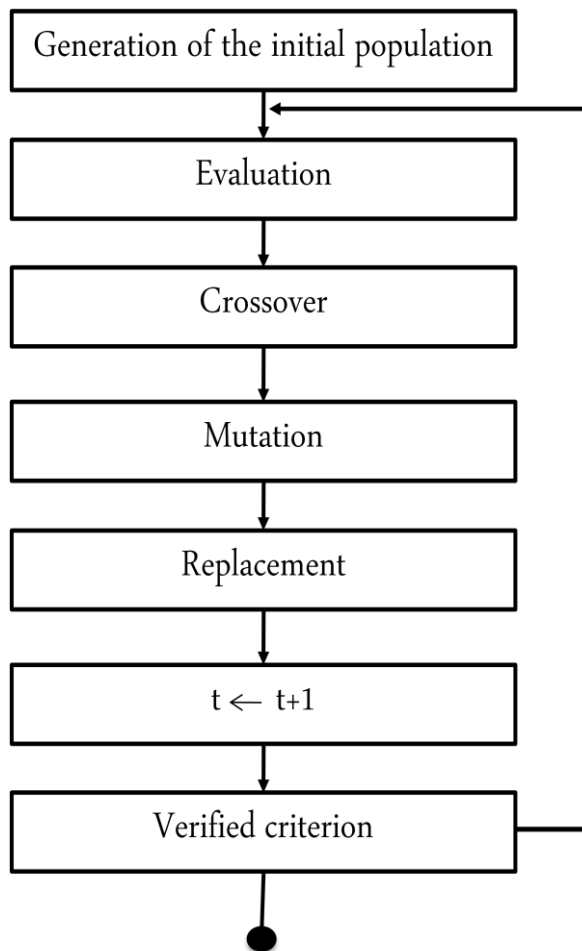 Generation of the initial population
Evaluation
Crossover
Mutation
Replacement
t ← t+1
Verified criterion